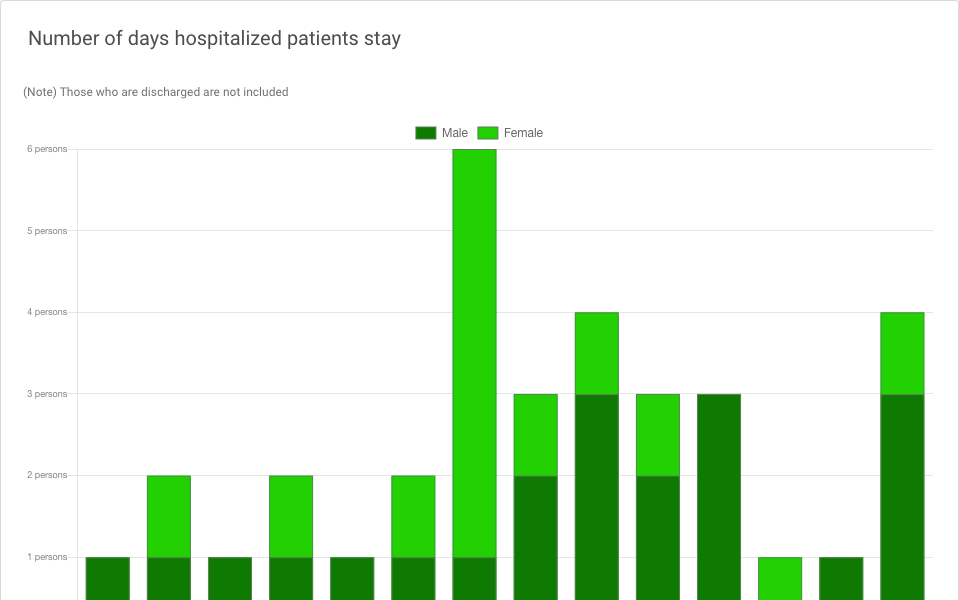 Number of days hospitalized patients stay
(Note) Those who are discharged are not included
Male Female
6 persons
5 persons
4 persons
3 persons
2 persons
1 persons